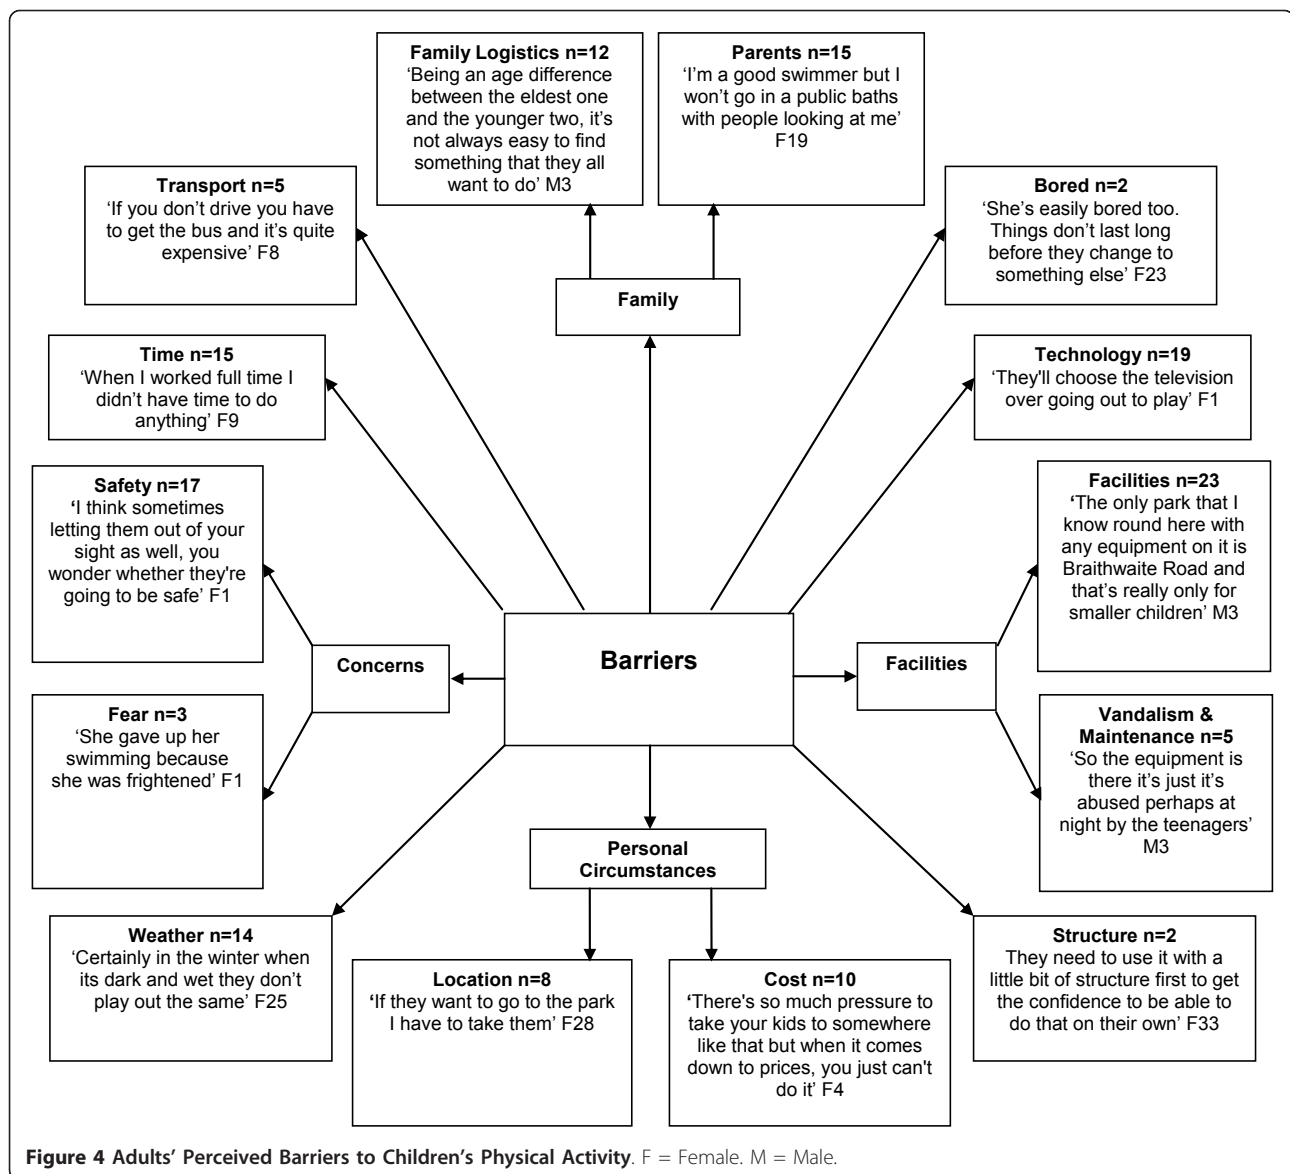 Family Logistics n=12
‘Being an age difference
between the eldest one
and the younger two, it’s
not always easy to find
something that they all
want to do’ M3
Parents n=15
‘I’m a good swimmer but I
won’t go in a public baths
with people looking at me’
F19
Transport n=5
‘If you don’t drive you have
to get the bus and it’s quite
expensive’ F8
Bored n=2
‘She’s easily bored too.
Things don’t last long
before they change to
something else’ F23
Family
Time n=15
‘When I worked full time I
didn’t have time to do
anything’ F9
Technology n=19
‘They'll choose the television
over going out to play’ F1
Safety n=17
‘I think sometimes
letting them out of your
sight as well, you
wonder whether they're
going to be safe’ F1
Facilities n=23
‘The only park that I
know round here with
any equipment on it is
Braithwaite Road and
that’s really only for
smaller children’ M3
Concerns
Barriers
Facilities
Fear n=3
‘She gave up her
swimming because
she was frightened’ F1
Vandalism &
Maintenance n=5
‘So the equipment is
there it’s just it’s
abused perhaps at
night by the teenagers’
M3
Personal
Circumstances
Weather n=14
‘Certainly in the winter when
its dark and wet they don’t
play out the same’ F25
Location n=8
‘If they want to go to the park
I have to take them’ F28
Cost n=10
‘There's so much pressure to
take your kids to somewhere
like that but when it comes
down to prices, you just can't
do it’ F4
Structure n=2
They need to use it with a
little bit of structure first to get
the confidence to be able to
do that on their own’ F33
Figure 4 Adults’ Perceived Barriers to Children’s Physical Activity. F = Female. M = Male.